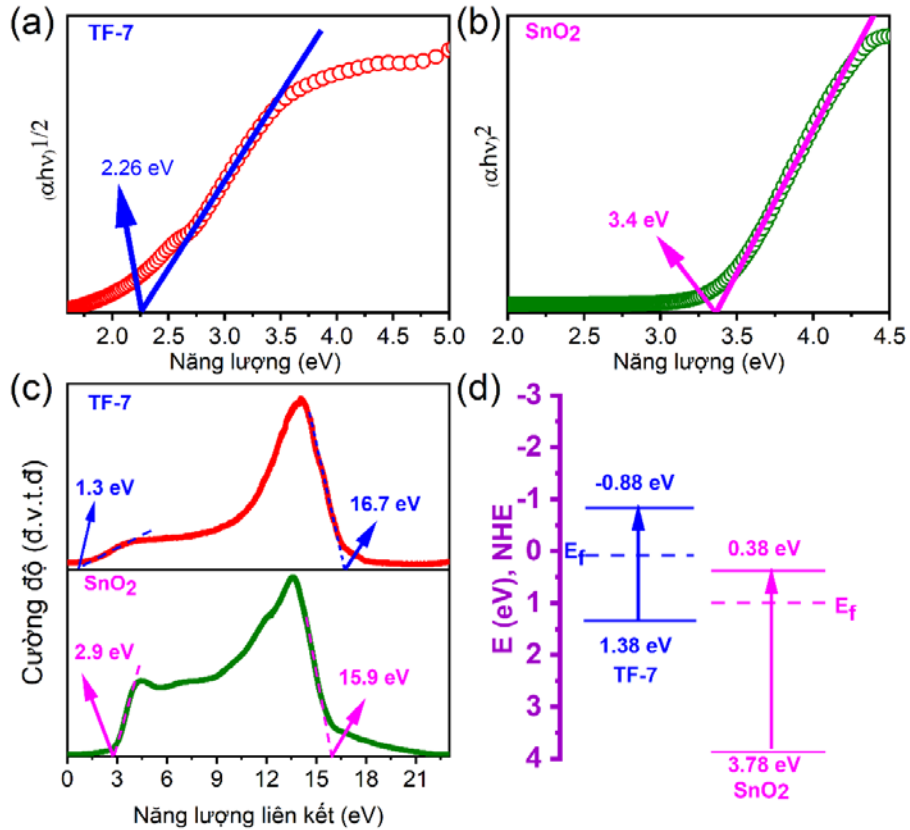 (a)
TF-7
(αhν)1/2
2.26 eV
2.0 2.5 3.0 3.5 4.0 4.5 5.0
Năng lượng (eV)
(b)
SnO2
(αhν)2
3.4 eV
2.0 2.5 3.0 3.5 4.0 4.5
Năng lượng (eV)
(c)
TF-7
1.3 eV
16.7 eV
SnO2
2.9 eV
15.9 eV
Cường độ (đ.v.t.đ)
0 3 6 9 12 15 18 21
Năng lượng liên kết (eV)
(d)
E (eV), NHE
-3
-2
-1
0
1
2
3
4
-0.88 eV
Ef
1.38 eV
TF-7
0.38 eV
Ef
3.78 eV
SnO2